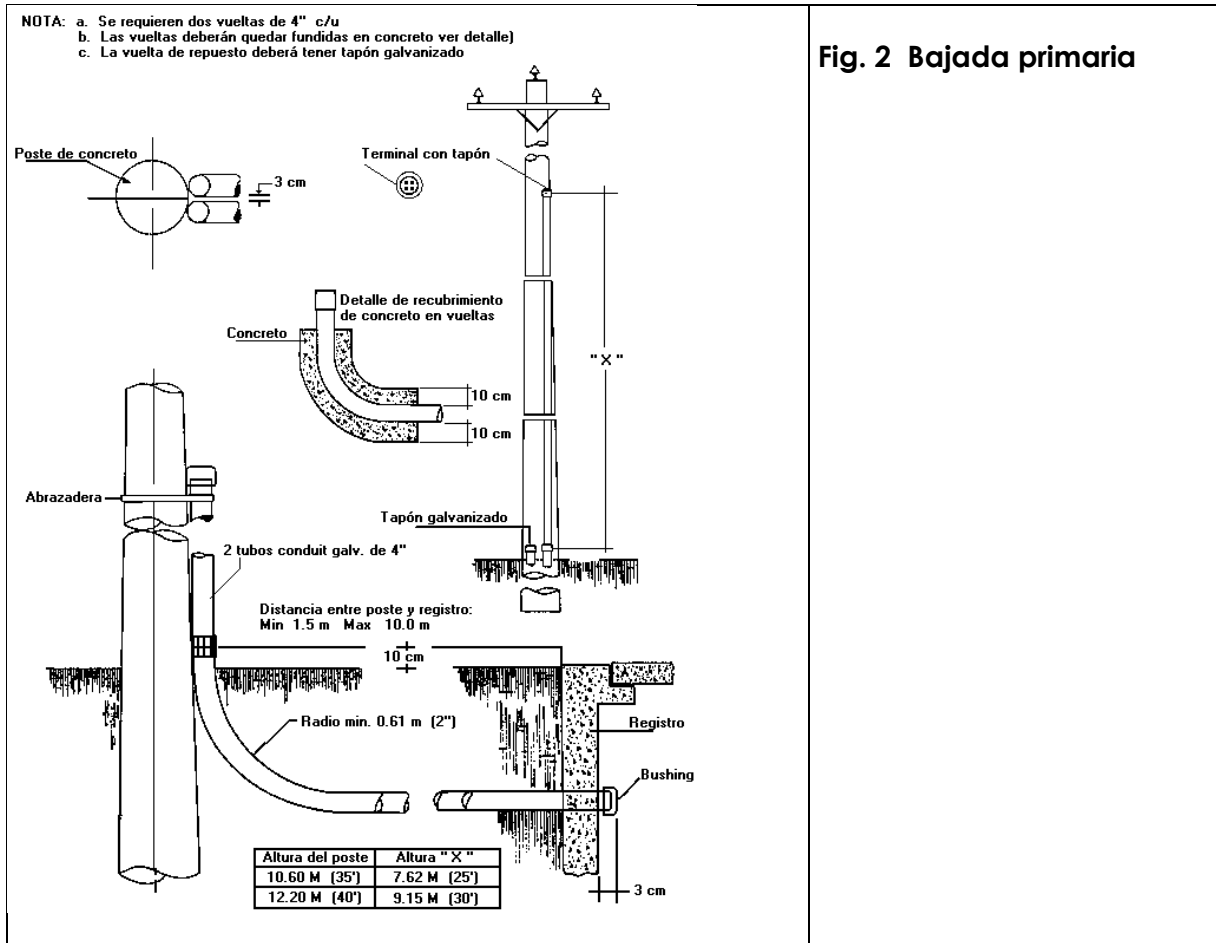 NOTA: a. Se requieren dos vueltas de 4" c/u
b. Las vueltas deberán quedar fundidas en concreto ver detalle)
c. La vuelta de repuesto deberá tener tapón galvanizado
Fig. 2 Bajada primaria
Poste de concreto
3 cm
Terminal con tapón
Detalle de recubrimiento
de concreto en vueltas
Concreto
10 cm
10 cm
"X"
Abrazadera
Tapón galvanizado
2 tubos conduit galv. de 4"
Distancia entre poste y registro:
Min 1.5 m Max 10.0 m
10 cm
Radio min. 0.61 m (2")
Registro
Bushing
Altura del poste Altura "X"
10.60 M (35') 7.62 M (25')
12.20 M (40') 9.15 M (30')
3 cm